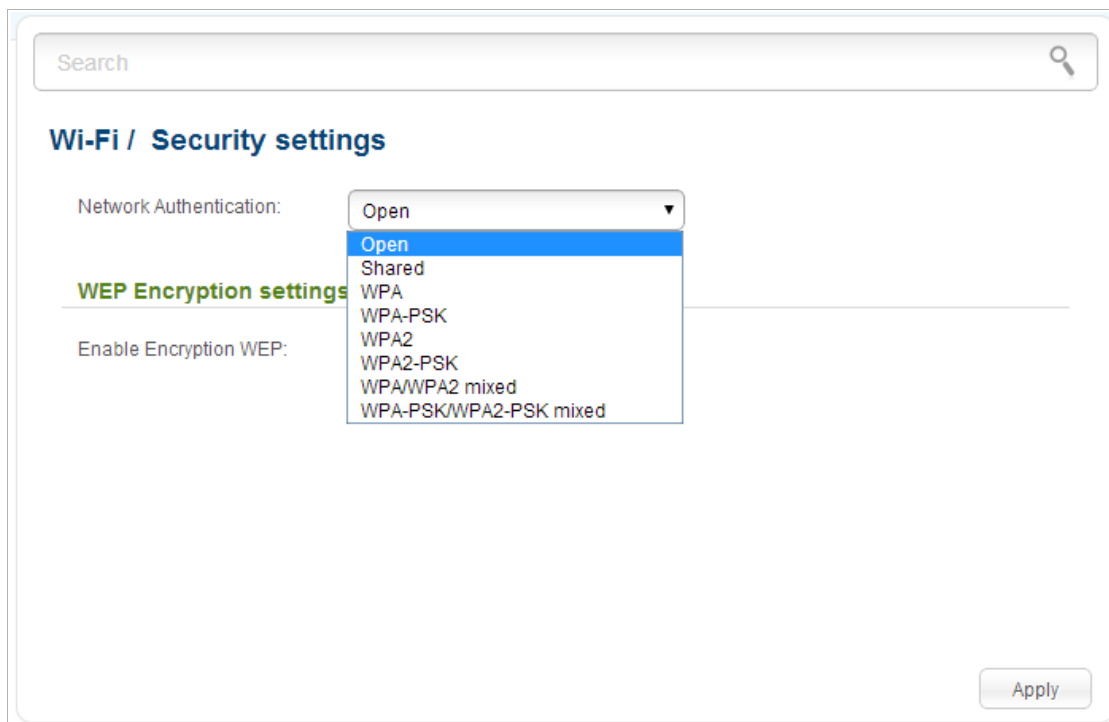 Search
Wi-Fi / Security settings
Network Authentication:
Open
Open
Shared
WPA
WPA-PSK
WPA2
WPA2-PSK
WPA/WPA2 mixed
WPA-PSK/WPA2-PSK mixed
WEP Encryption settings
Enable Encryption WEP:
Apply